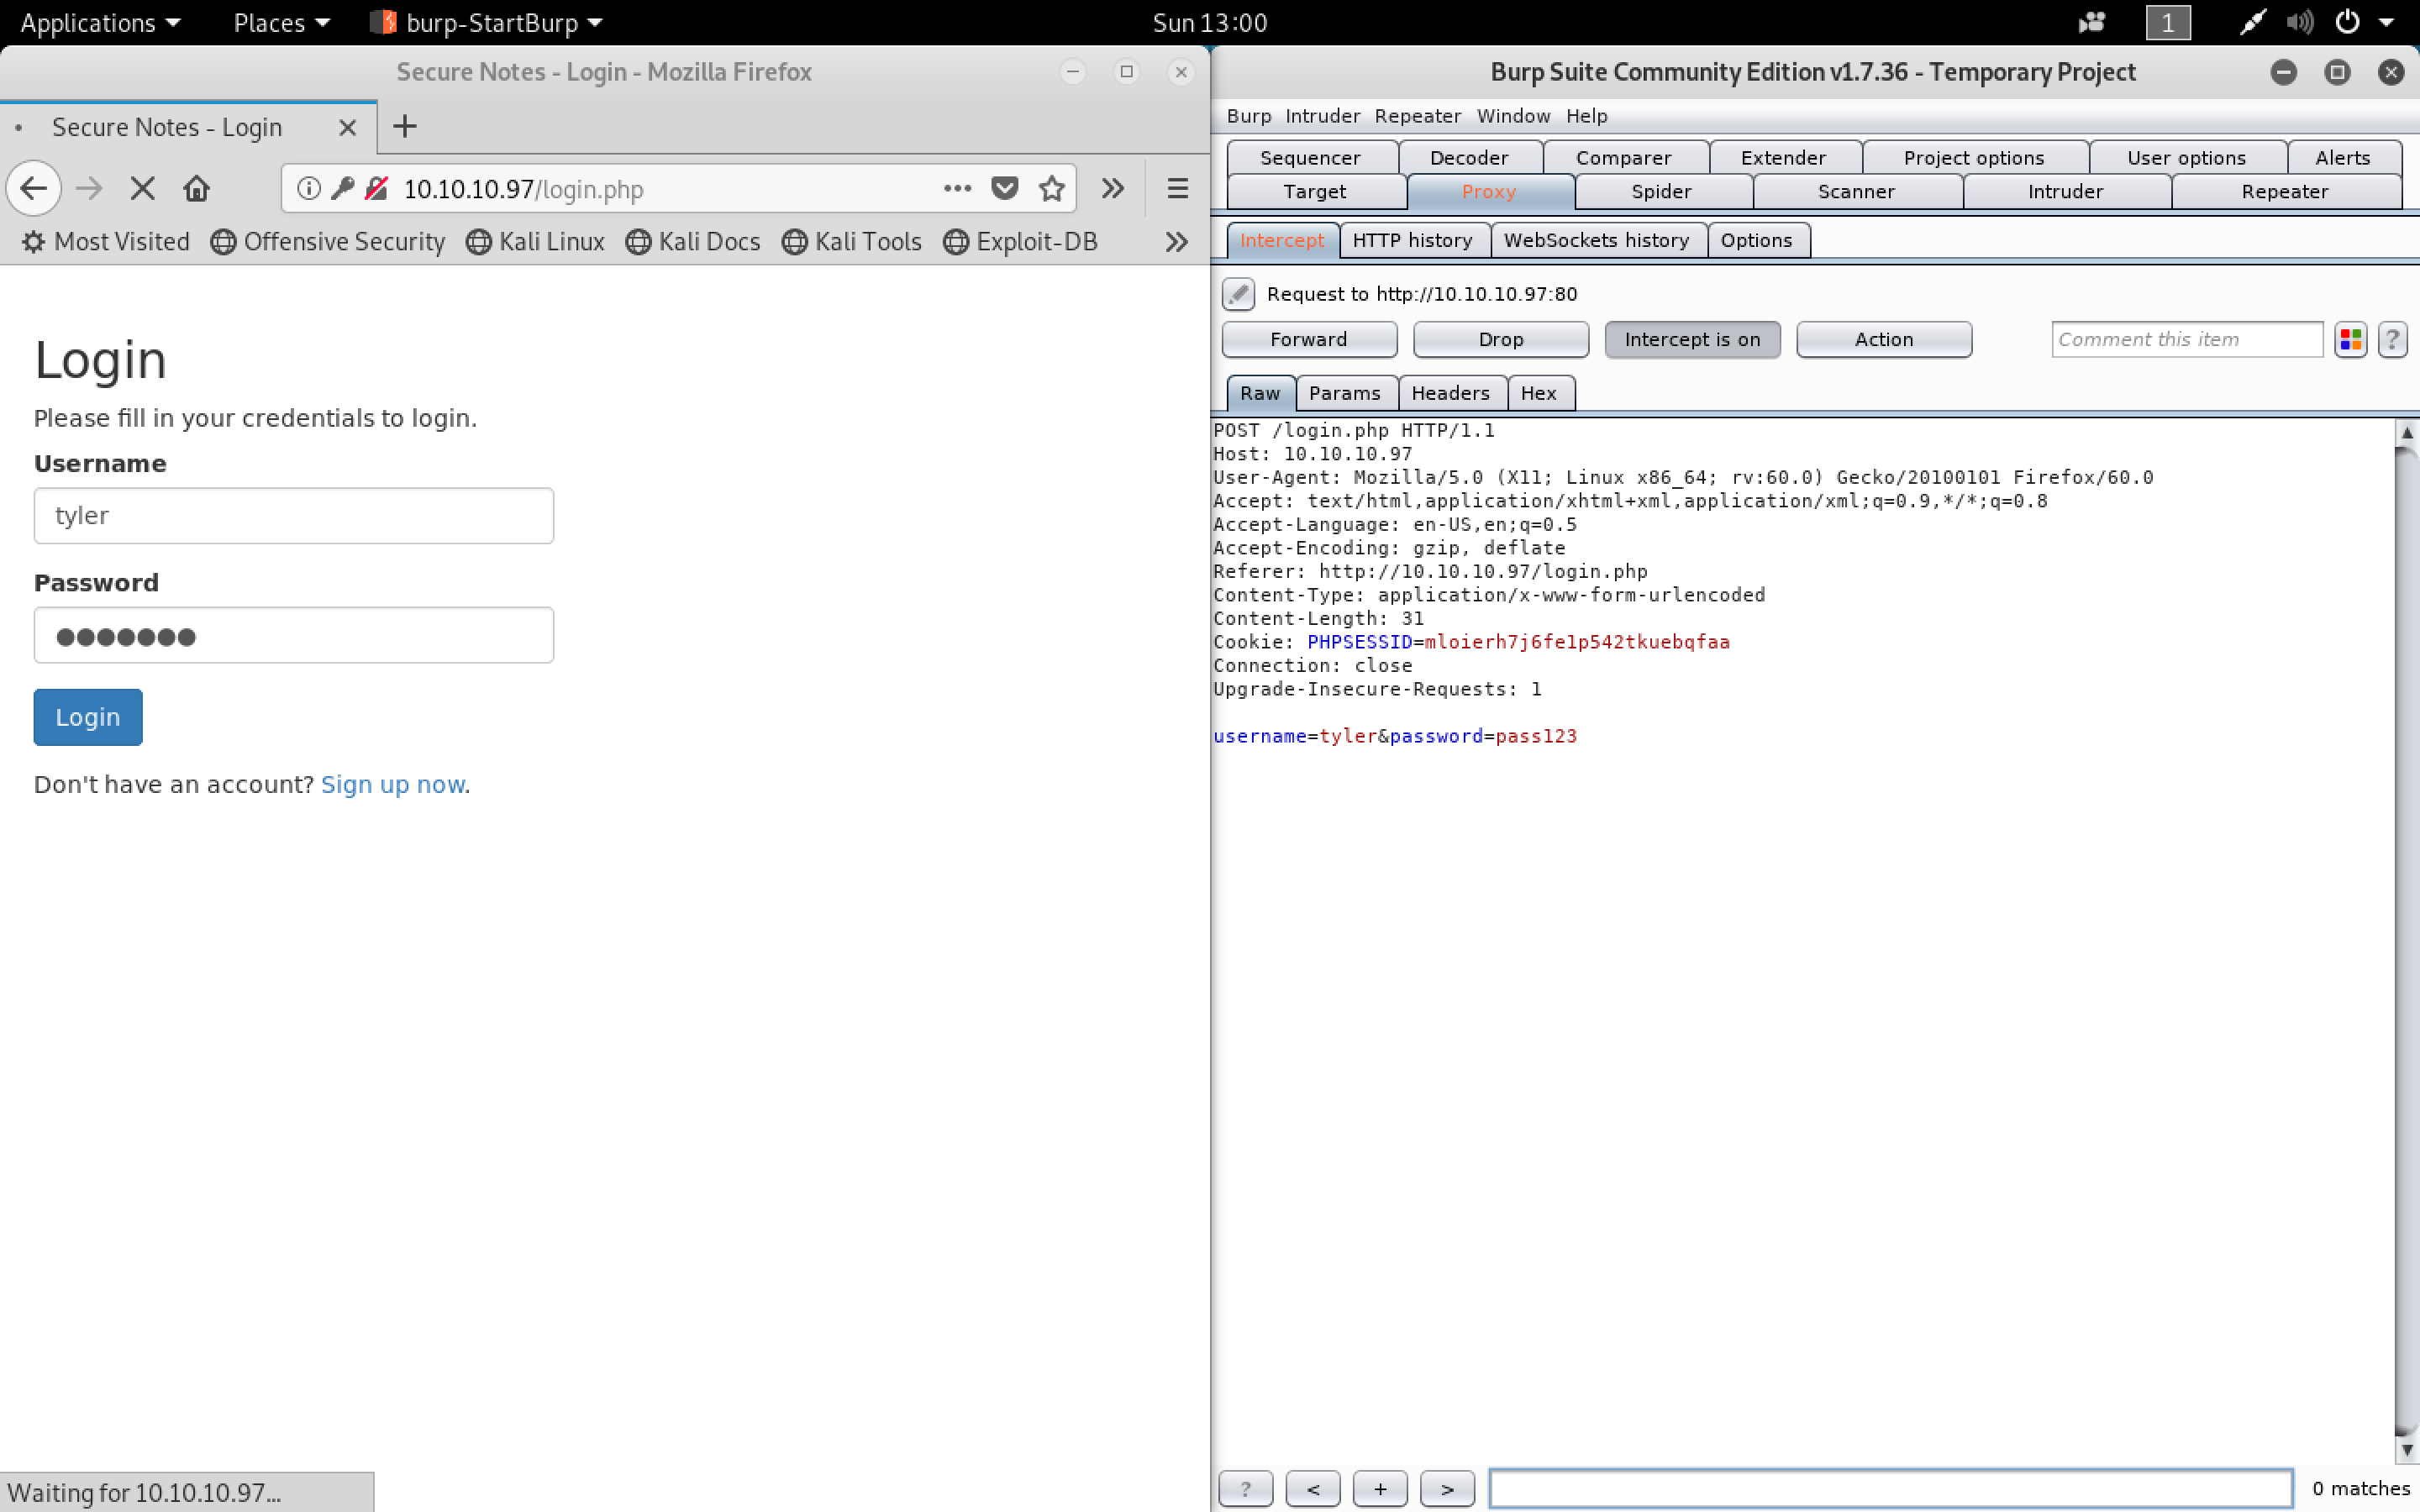 Applications Places burp-StartBurp Sun 13:00 1
Secure Notes - Login - Mozilla Firefox
Secure Notes - Login
10.10.10.97/login.php
Most Visited Offensive Security Kali Linux Kali Docs Kali Tools Exploit-DB
Login
Please fill in your credentials to login.
Username
tyler
Password
Login
Don't have an account? Sign up now.
Waiting for 10.10.10.97...
Burp Suite Community Edition v1.7.36 - Temporary Project
Burp Intruder Repeater Window Help
Sequencer Decoder Comparer Extender Project options User options Alerts
Target Proxy Spider Scanner Intruder Repeater
Intercept HTTP history WebSockets history Options
Request to http://10.10.10.97:80
Forward Drop Intercept is on Action Comment this item ?
Raw Params Headers Hex
POST /login.php HTTP/1.1
Host: 10.10.10.97
User-Agent: Mozilla/5.0 (X11; Linux x86_64; rv:60.0) Gecko/20100101 Firefox/60.0
Accept: text/html,application/xhtml+xml,application/xml;q=0.9,*/*;q=0.8
Accept-Language: en-US,en;q=0.5
Accept-Encoding: gzip, deflate
Referer: http://10.10.10.97/login.php
Content-Type: application/x-www-form-urlencoded
Content-Length: 31
Cookie: PHPSESSID=mloierh7j6fe1p542tkuebqfaa
Connection: close
Upgrade-Insecure-Requests: 1
username=tyler&password=pass123
? < + > 0 matches